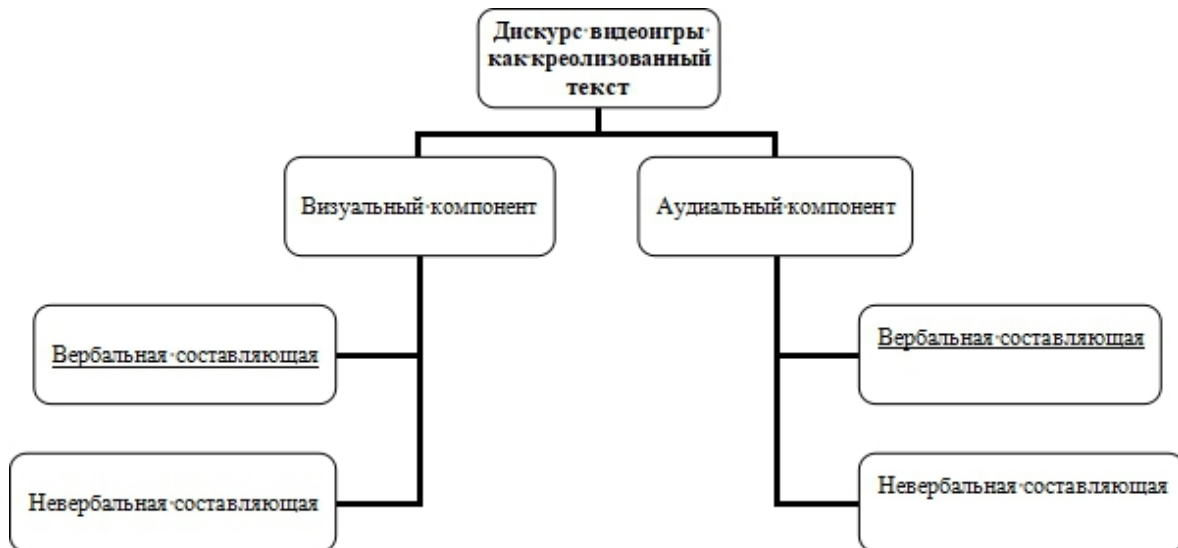 Дискурс видеоигры
как креолизованный
текст
Визуальный компонент
Аудиальный компонент
Вербальная составляющая
Вербальная составляющая
Невербальная составляющая
Невербальная составляющая